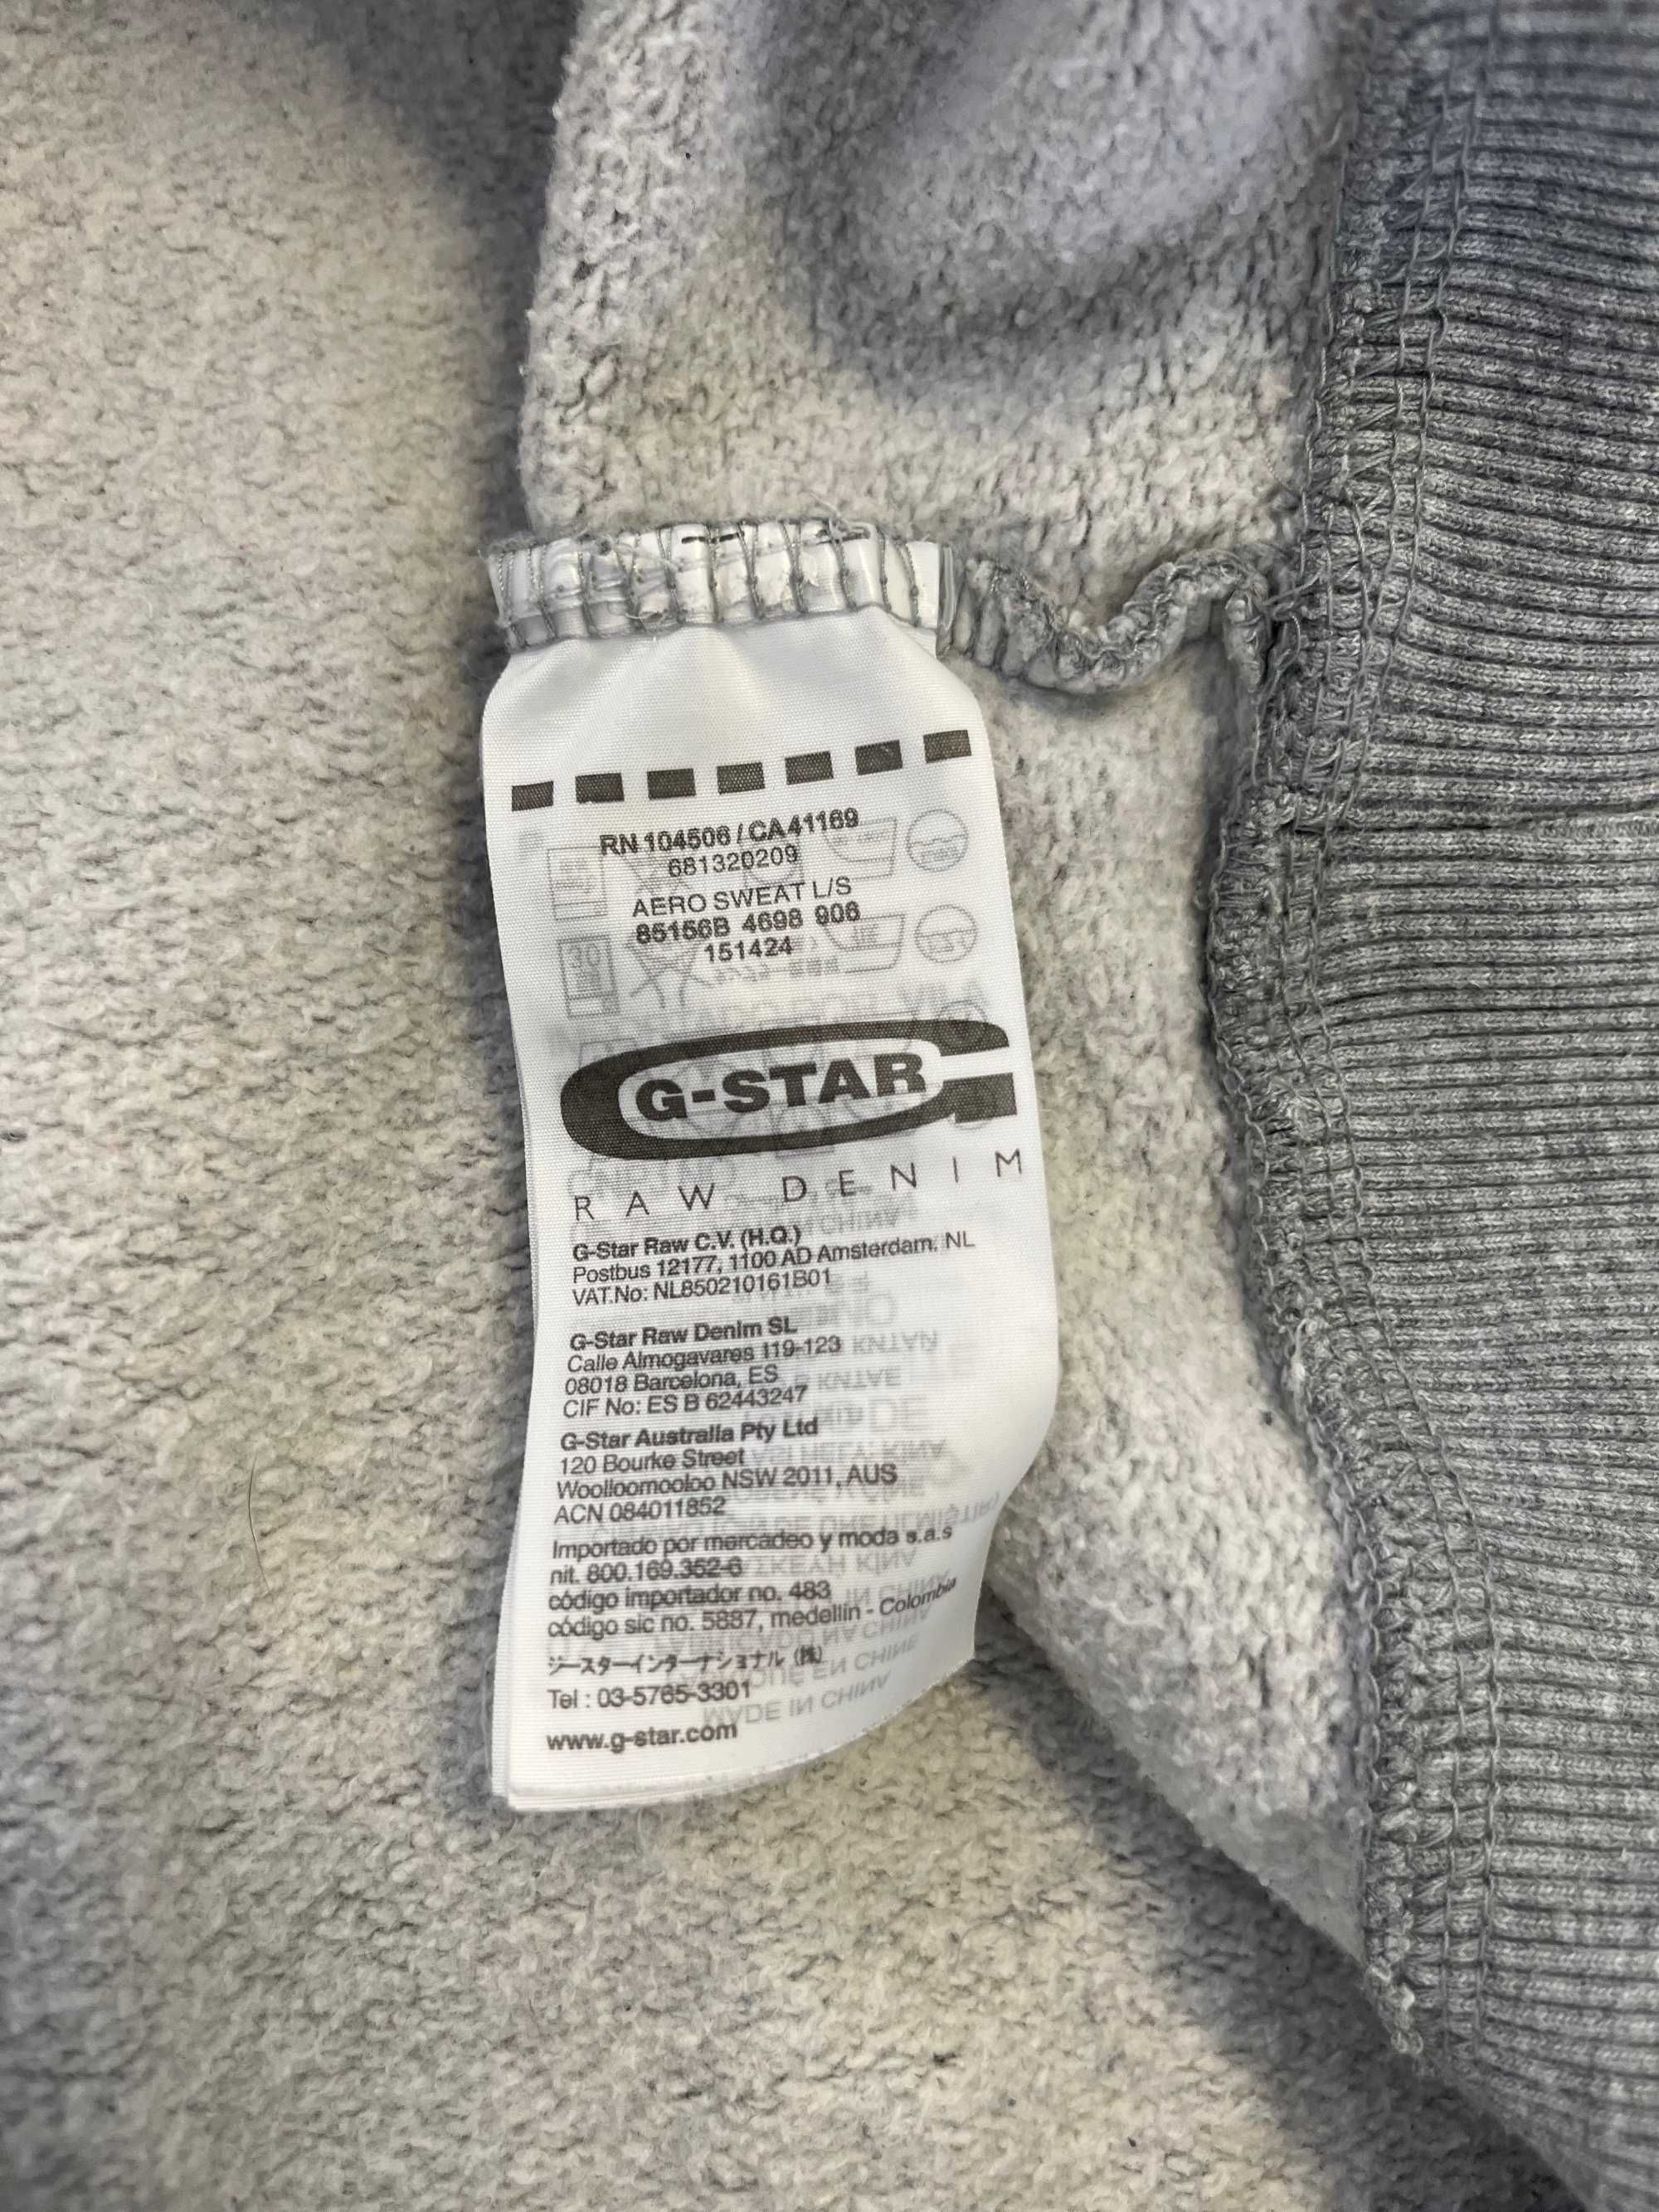 RN 104506 / CA41169
681320209
AERO SWEAT L/S
85156B 4698 906
151424
G-STAR
RAW DENIM
G-Star Raw C.V. (H.Q.)
Postbus 12177, 1100 AD Amsterdam, NL
VAT.No: NL850210161B01
G-Star Raw Denim SL
Calle Almogavares 119-123
08018 Barcelona, ES
CIF No: ES B 62443247
G-Star Australia Pty Ltd
120 Bourke Street
Woolloomooloo NSW 2011, AUS
ACN 084011852
Importado por mercadeo y moda s.a.s
nit. 800.169.352-6
código importador no. 483
código sic no. 5887, medellin - Colombia
ジースターインターナショナル (株)
Tel : 03-5765-3301
www.g-star.com